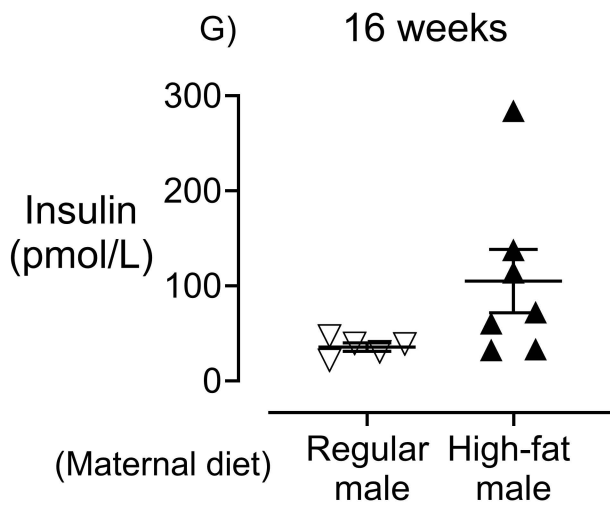 G) 16 weeks
300
200
Insulin
(pmol/L)
100
0
(Maternal diet)
Regular male
High-fat male